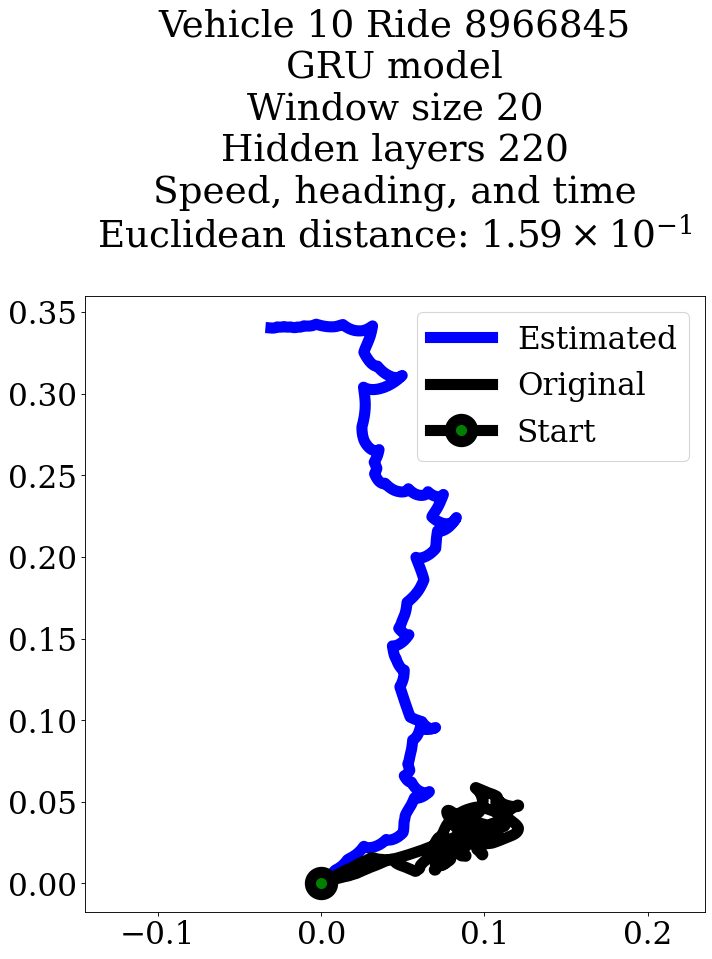 Vehicle 10 Ride 8966845
GRU model
Window size 20
Hidden layers 220
Speed, heading, and time
Euclidean distance: 1.59 × 10⁻¹
0.35
0.30
0.25
0.20
0.15
0.10
0.05
0.00
Estimated
Original
Start
−0.1 0.0 0.1 0.2